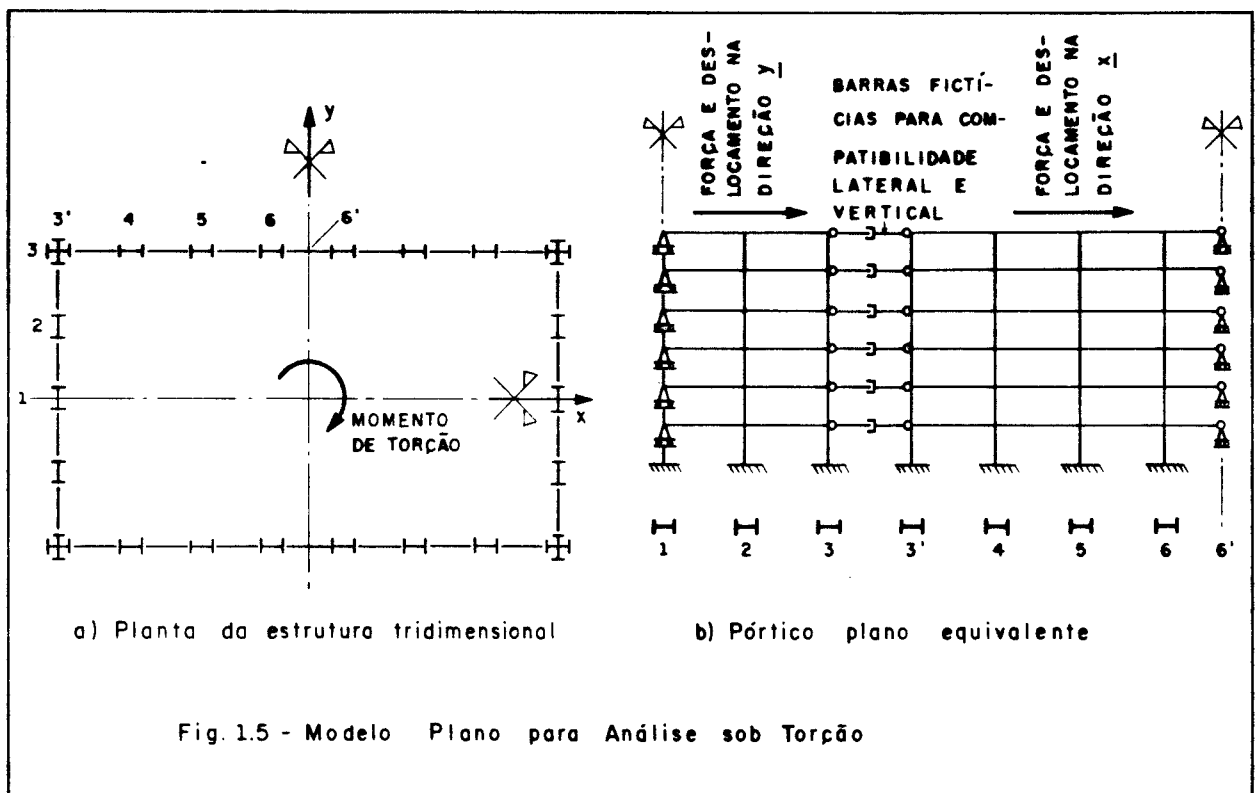 y
3' 4 5 6 6'
3
2
1
x
MOMENTO
DE TORÇÃO
a) Planta da estrutura tridimensional
FORÇA E DES-
LOCAMENTO NA
DIREÇÃO y
BARRAS FICTÍ-
CIAS PARA COM-
PATIBILIDADE
LATERAL E
VERTICAL
FORÇA E DES-
LOCAMENTO NA
DIREÇÃO x
1 2 3 3' 4 5 6 6'
b) Pórtico plano equivalente
Fig. 1.5 - Modelo Plano para Análise sob Torção